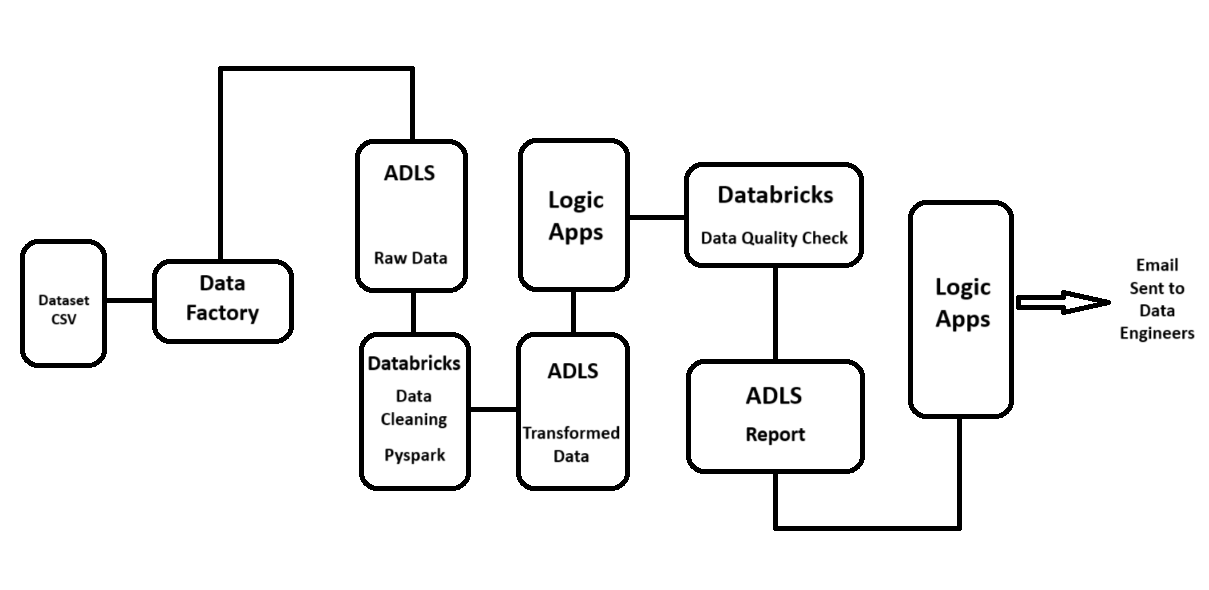 Dataset
CSV
Data
Factory
ADLS
Raw Data
Databricks
Data
Cleaning
Pyspark
ADLS
Transformed
Data
Logic
Apps
Databricks
Data Quality Check
ADLS
Report
Logic
Apps
Email
Sent to
Data
Engineers